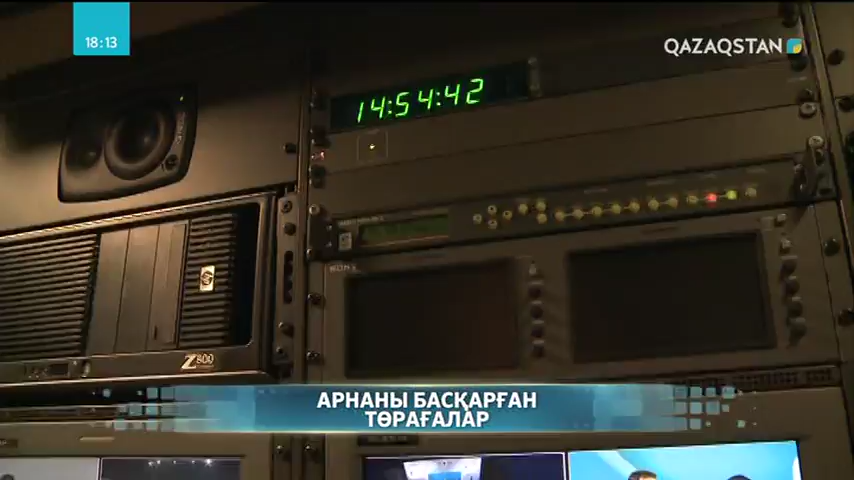 18:13
QAZAQSTAN
14:54:42
SONY
Z800
АРНАНЫ БАСҚАРҒАН
ТӨРАҒАЛАР